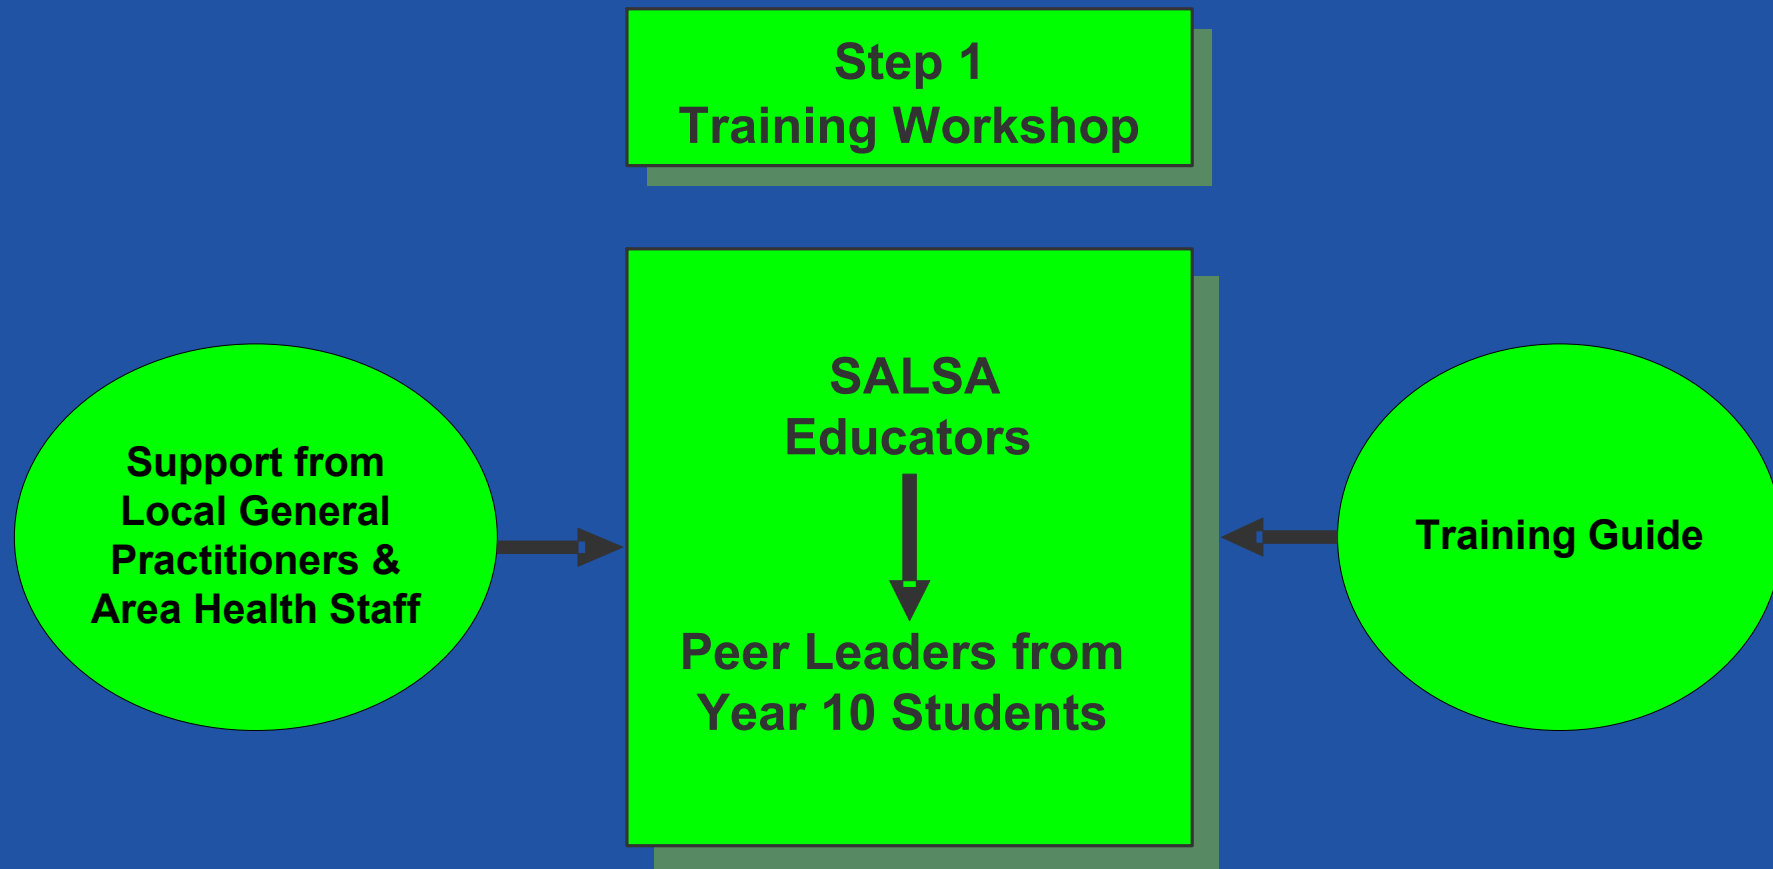 Step 1
Training Workshop
Support from
Local General
Practitioners &
Area Health Staff
SALSA
Educators
Peer Leaders from
Year 10 Students
Training Guide